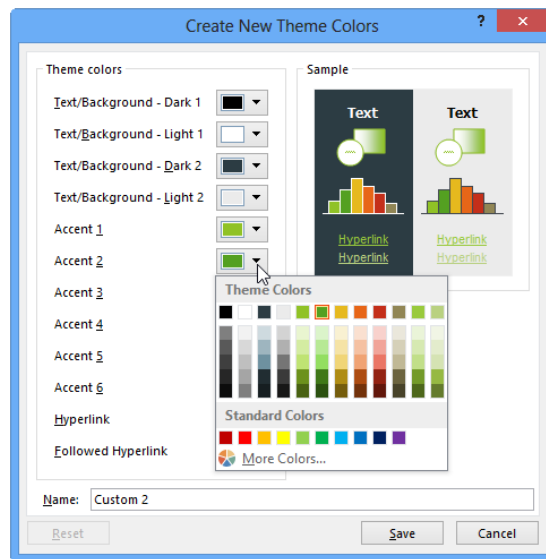 Create New Theme Colors
?
×
Theme colors
Sample
Text/Background - Dark 1
Text/Background - Light 1
Text/Background - Dark 2
Text/Background - Light 2
Accent 1
Accent 2
Accent 3
Accent 4
Accent 5
Accent 6
Hyperlink
Followed Hyperlink
Text Text
Hyperlink Hyperlink
Hyperlink Hyperlink
Theme Colors
Standard Colors
More Colors...
Name: Custom 2
Reset Save Cancel